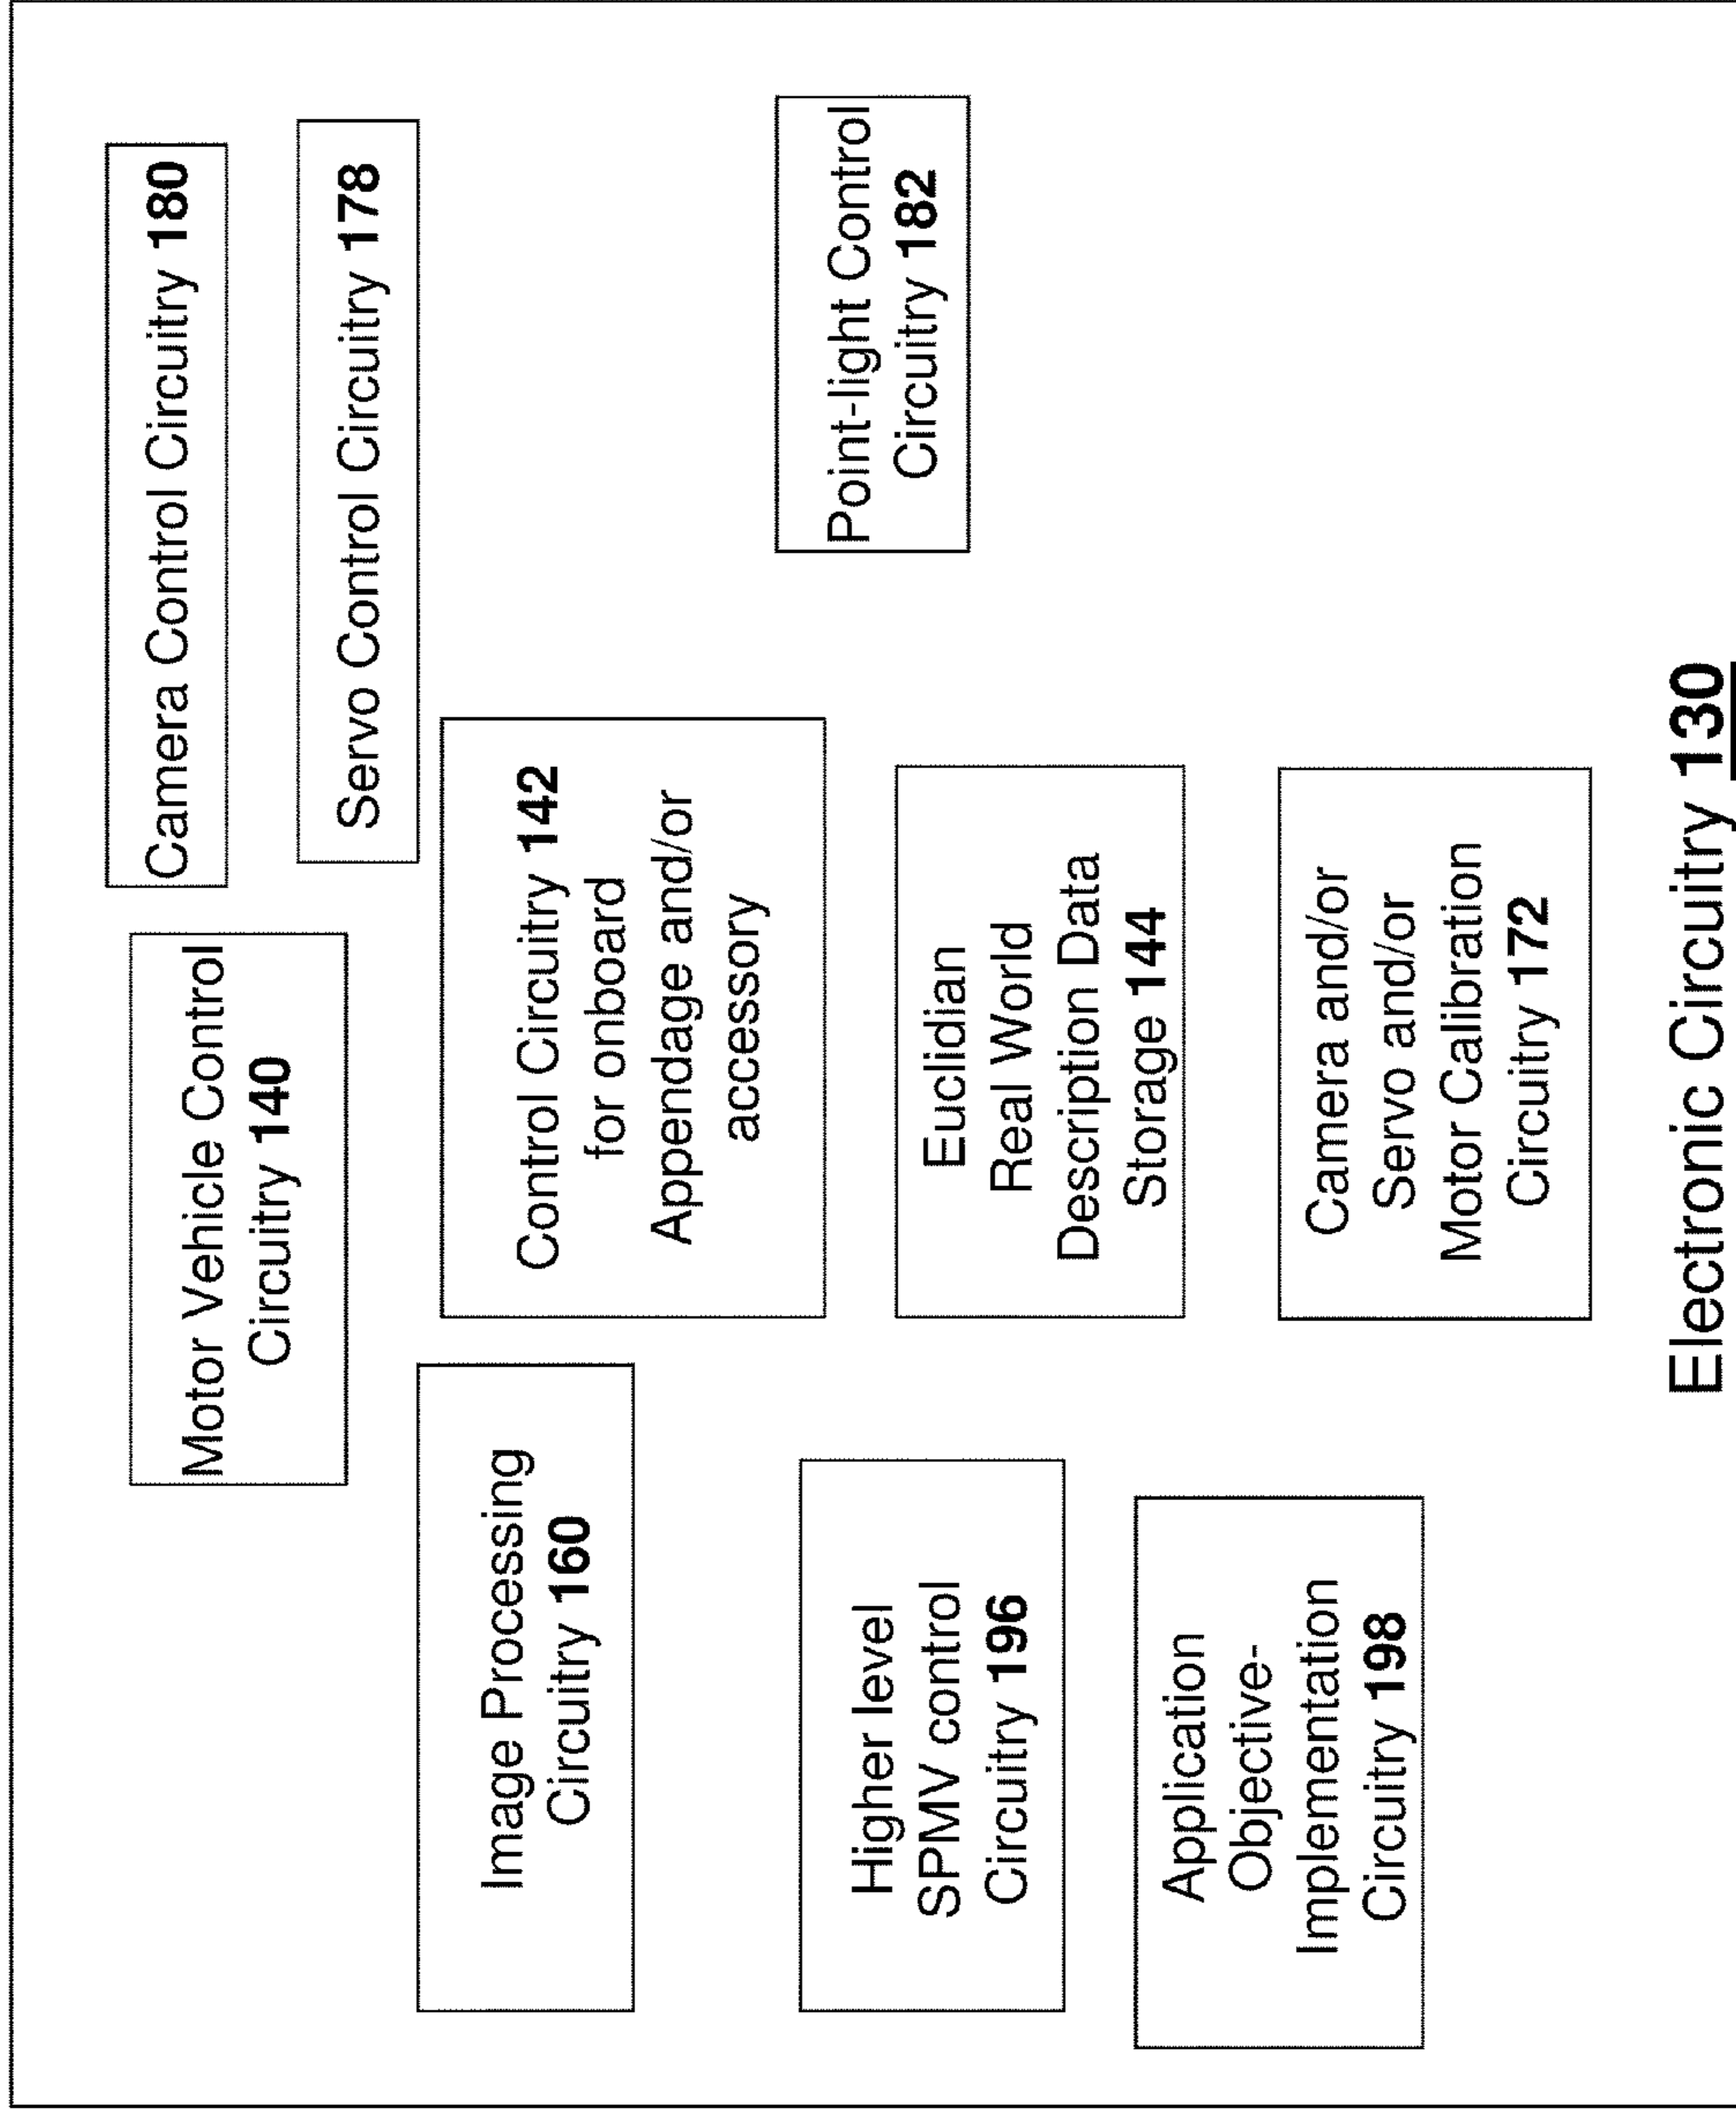 Motor Vehicle Control
Circuitry 140
Camera Control Circuitry 180
Servo Control Circuitry 178
Image Processing
Circuitry 160
Control Circuitry 142
for onboard
Appendage and/or
accessory
Point-light Control
Circuitry 182
Higher level
SPMV control
Circuitry 196
Euclidian
Real World
Description Data
Storage 144
Application
Objective-
Implementation
Circuitry 198
Camera and/or
Servo and/or
Motor Calibration
Circuitry 172
Electronic Circuitry 130